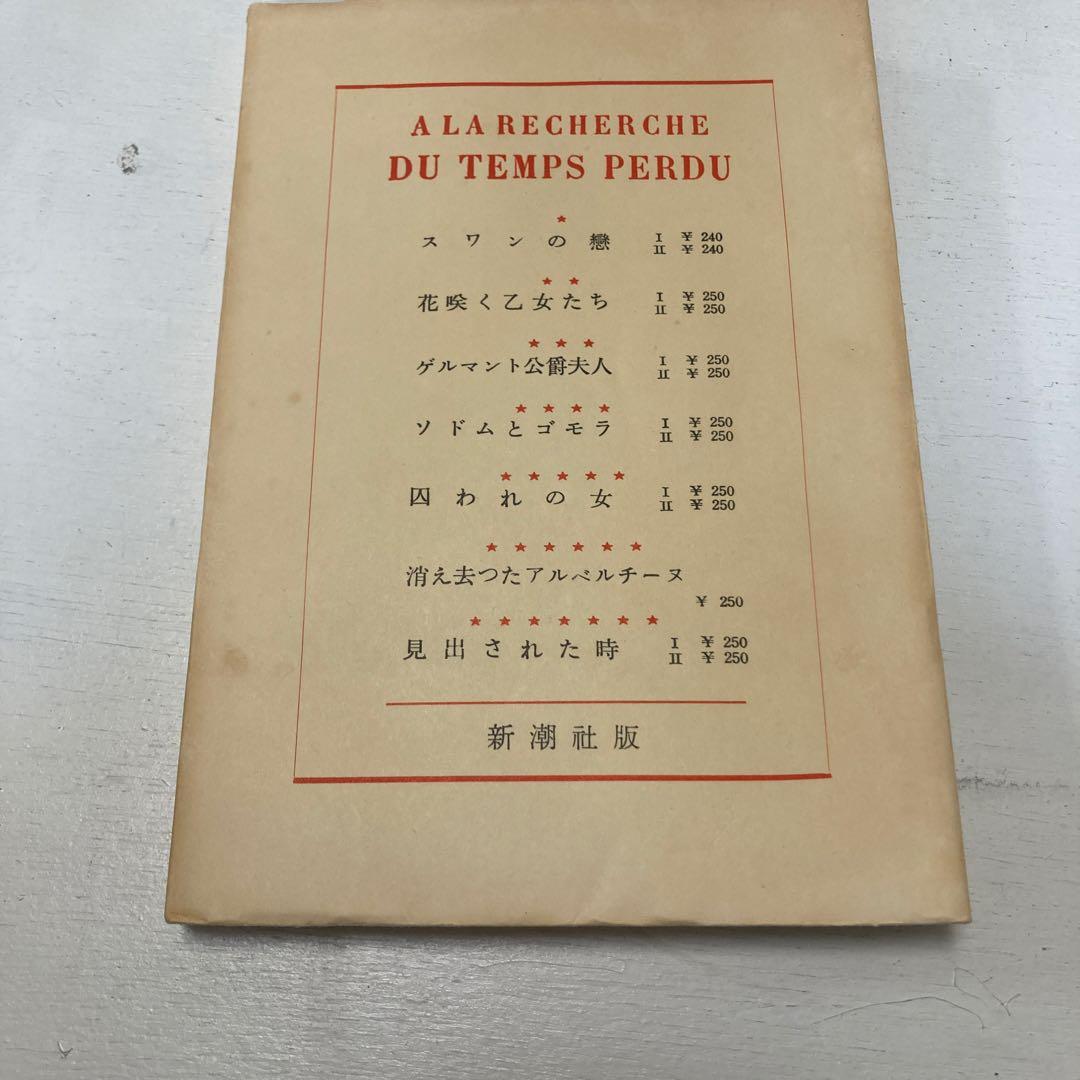 A LA RECHERCHE
DU TEMPS PERDU
★
スワンの戀 I ¥ 240
II ¥ 240
★★
花咲く乙女たち I ¥ 250
II ¥ 250
★★★
ゲルマント公爵夫人 I ¥ 250
II ¥ 250
★★★★
ソドムとゴモラ I ¥ 250
II ¥ 250
★★★★★
囚われの女 I ¥ 250
II ¥ 250
★★★★★★
消え去つたアルベルチーヌ
¥ 250
★★★★★★★
見出された時 I ¥ 250
II ¥ 250
新潮社版